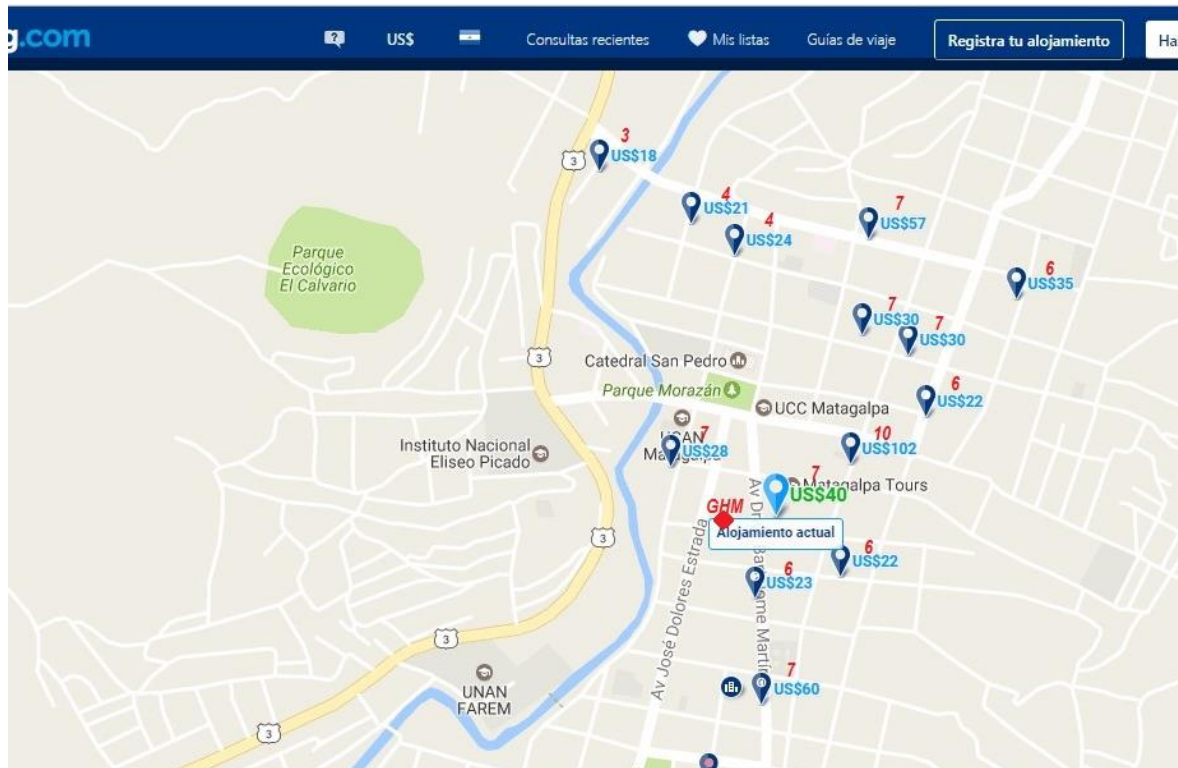 g.com
US$
Consultas recientes
Mis listas
Guías de viaje
Registra tu alojamiento
Ha
3
3
US$18
4
US$21
4
US$24
7
US$57
Parque
Ecológico
El Calvario
6
US$35
7
US$30
7
US$30
3
Catedral San Pedro
Parque Morazán
6
US$22
UCC Matagalpa
7
US$28
10
US$102
Instituto Nacional
Eliseo Picado
7
US$40
Matagalpa Tours
GHM
Alojamiento actual
3
6
US$22
6
US$23
Av José Dolores Estrada
3
7
US$60
UNAN
FAREM
3